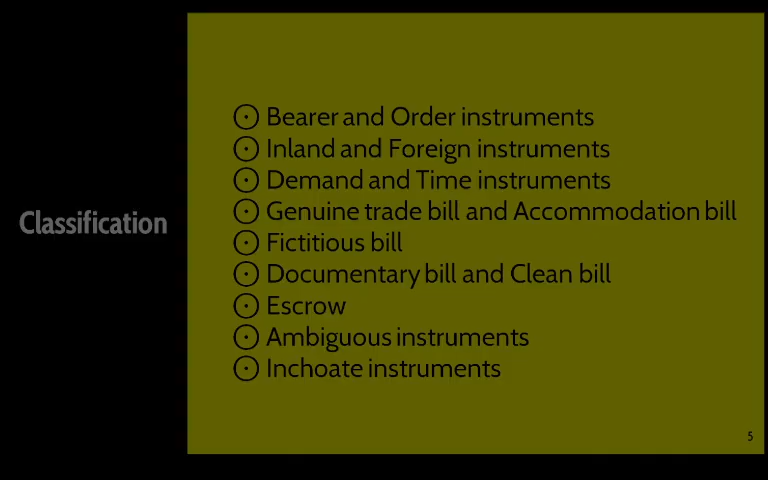 Classification
Bearer and Order instruments
Inland and Foreign instruments
Demand and Time instruments
Genuine trade bill and Accommodation bill
Fictitious bill
Documentary bill and Clean bill
Escrow
Ambiguous instruments
Inchoate instruments
5